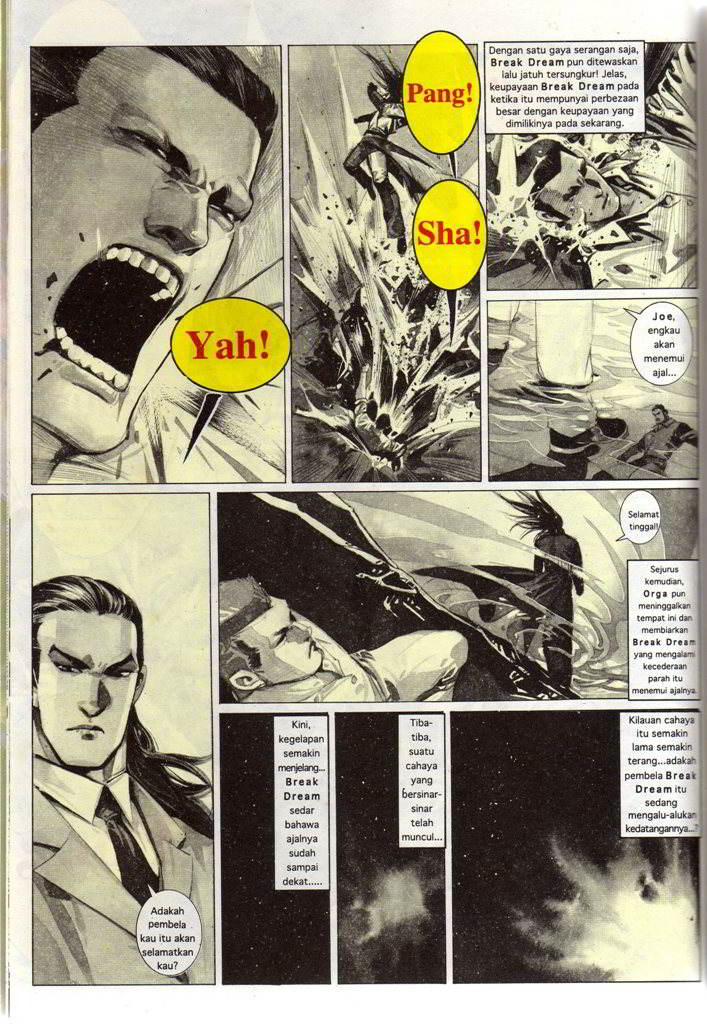 Yah!
Pang!
Sha!
Dengan satu gaya serangan saja,
Break Dream pun ditewaskan
lalu jatuh tersungkur! Jelas,
keupayaan Break Dream pada
ketika itu mempunyai perbezaan
besar dengan keupayaan yang
dimilikinya pada sekarang.
Joe,
engkau
akan
menemui
ajal...
Adakah
pembela
kau itu akan
selamatkan
kau?
Selamat
tinggal!
Sejurus
kemudian,
Orga pun
meninggalkan
tempat ini dan
membiarkan
Break Dream
yang mengalami
kecederaan
parah itu
menemui ajalnya.
Kini,
kegelapan
semakin
menjelang...
Break
Dream
sedar
bahawa
ajalnya
sudah
sampai
dekat.....
Tiba-
tiba,
suatu
cahaya
yang
bersinar-
sinar
telah
muncul...
Kilauan cahaya
itu semakin
lama semakin
terang...adakah
pembela Break
Dream itu
sedang
mengalu-alukan
kedatangannya...?